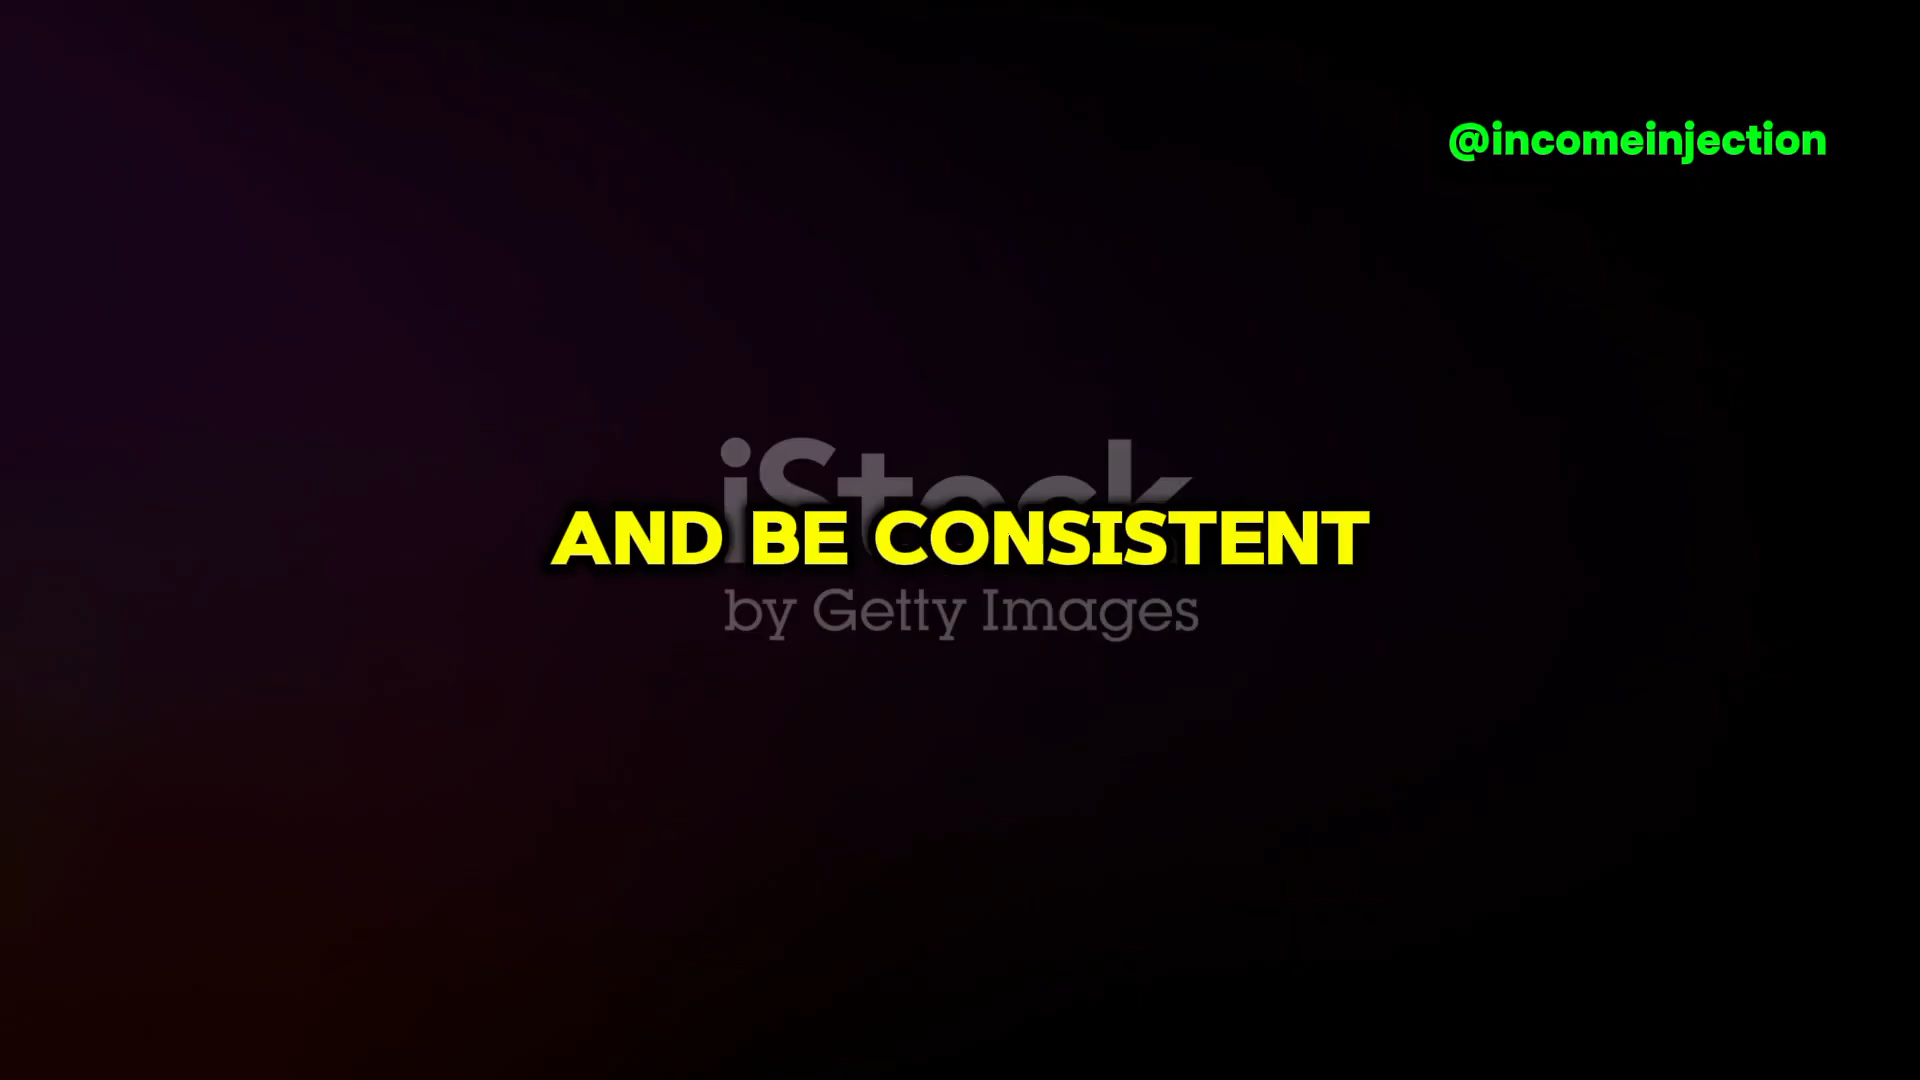 @incomeinjection
iStock
AND BE CONSISTENT
by Getty Images